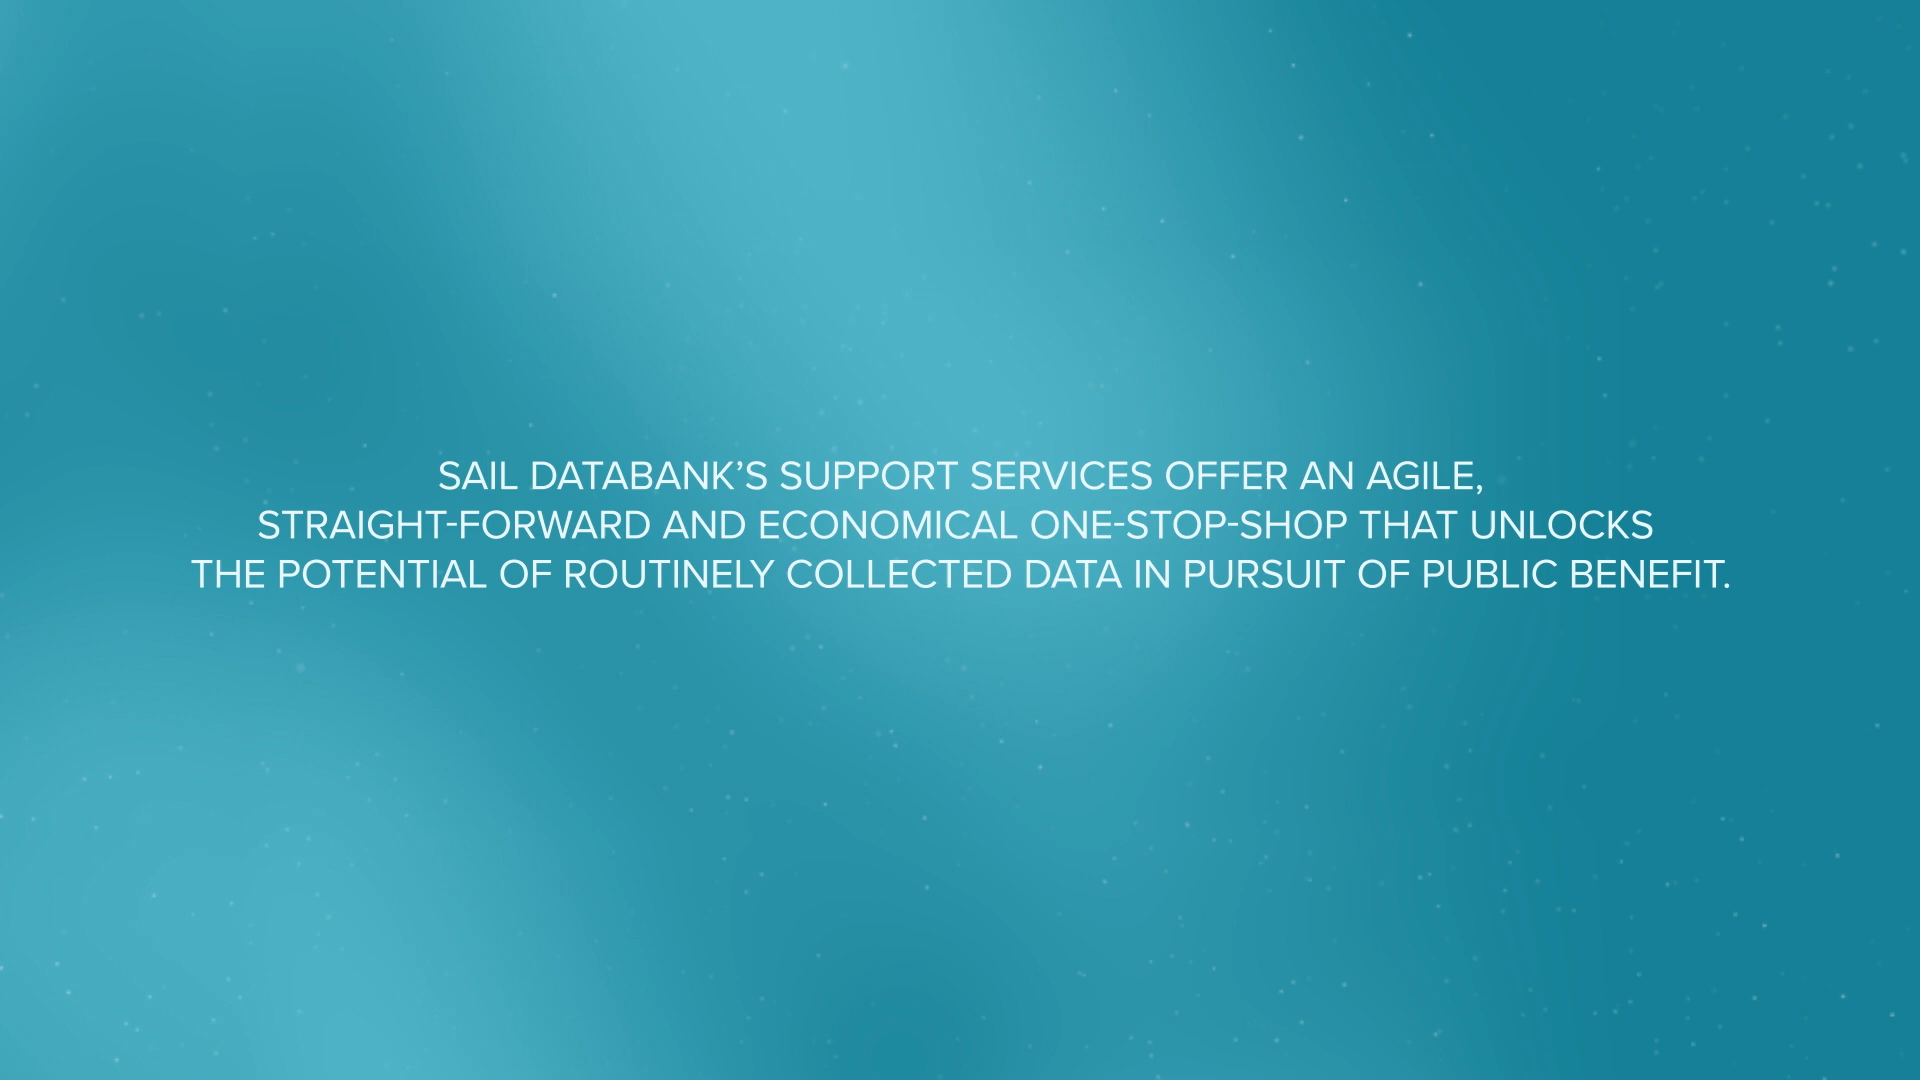 SAIL DATABANK’S SUPPORT SERVICES OFFER AN AGILE,
STRAIGHT-FORWARD AND ECONOMICAL ONE-STOP-SHOP THAT UNLOCKS
THE POTENTIAL OF ROUTINELY COLLECTED DATA IN PURSUIT OF PUBLIC BENEFIT.